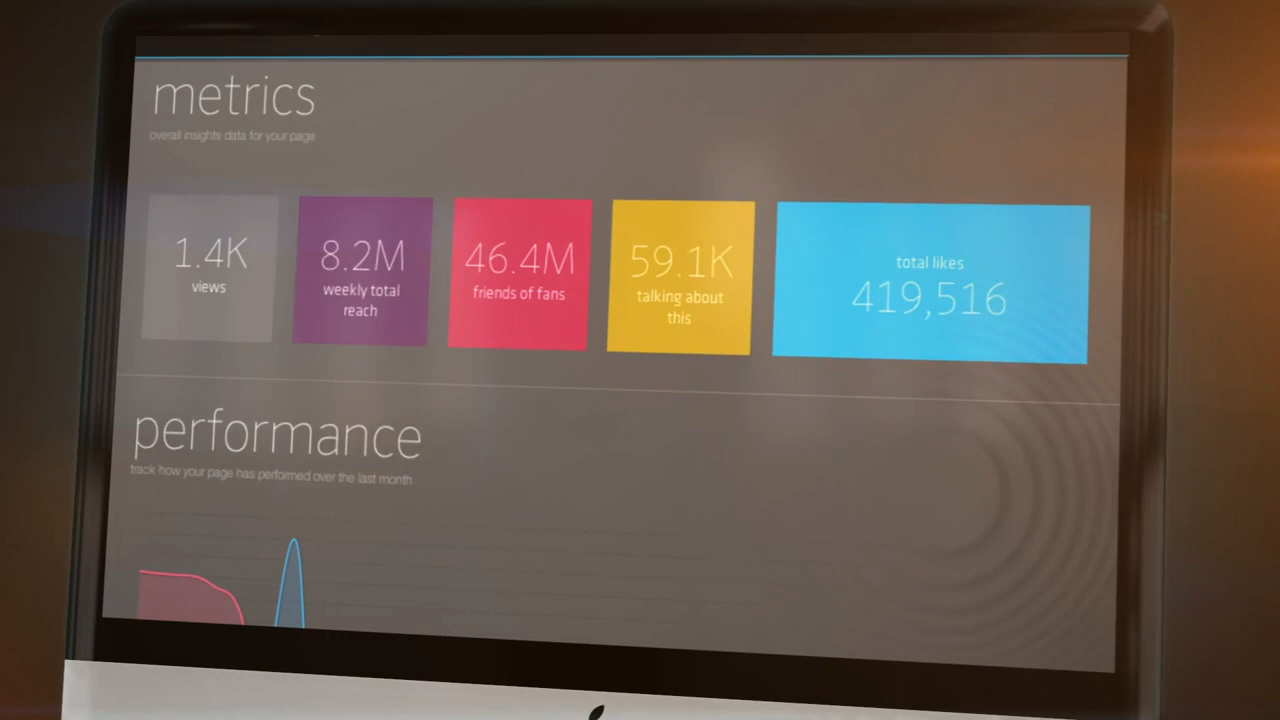 metrics
overall insights data for your page
1.4K
views
8.2M
weekly total
reach
46.4M
friends of fans
59.1K
talking about
this
total likes
419,516
performance
track how your page has performed over the last month